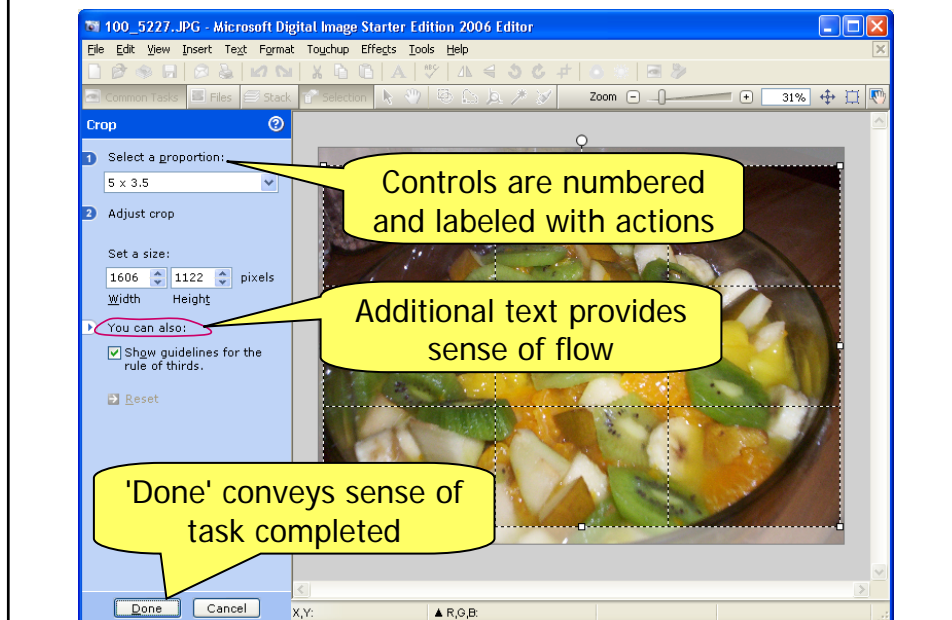 100_5227.JPG - Microsoft Digital Image Starter Edition 2006 Editor
File Edit View Insert Text Format Touchup Effects Tools Help
Common Tasks Files Stack Selection Zoom 31%
Crop
1 Select a proportion:
5 x 3.5
Controls are numbered
and labeled with actions
2 Adjust crop
Set a size:
1606 1122 pixels
Width Height
Additional text provides
sense of flow
You can also:
Show guidelines for the
rule of thirds.
Reset
'Done' conveys sense of
task completed
Done Cancel
X,Y: R,G,B: